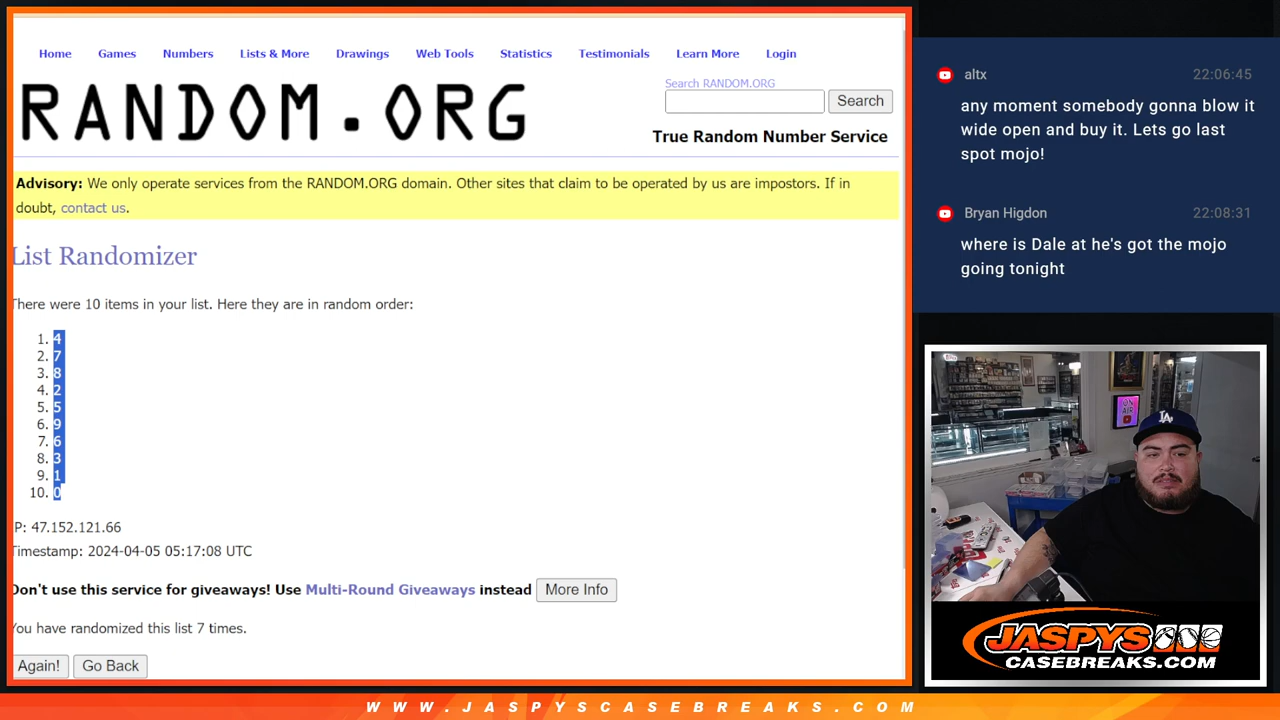 Home Games Numbers Lists & More Drawings Web Tools Statistics Testimonials Learn More Login
RANDOM.ORG
Search RANDOM.ORG
Search
True Random Number Service
Advisory: We only operate services from the RANDOM.ORG domain. Other sites that claim to be operated by us are impostors. If in
doubt, contact us.
List Randomizer
There were 10 items in your list. Here they are in random order:
1. 4
2. 7
3. 8
4. 2
5. 5
6. 9
7. 6
8. 3
9. 1
10. 0
IP: 47.152.121.66
Timestamp: 2024-04-05 05:17:08 UTC
Don't use this service for giveaways! Use Multi-Round Giveaways instead More Info
You have randomized this list 7 times.
Again! Go Back
altx 22:06:45
any moment somebody gonna blow it
wide open and buy it. Lets go last
spot mojo!
Bryan Higdon 22:08:31
where is Dale at he's got the mojo
going tonight
ON
AIR
LA
JASPYS
CASEBREAKS.COM
WWW.JASPYSCASEBREAKS.COM